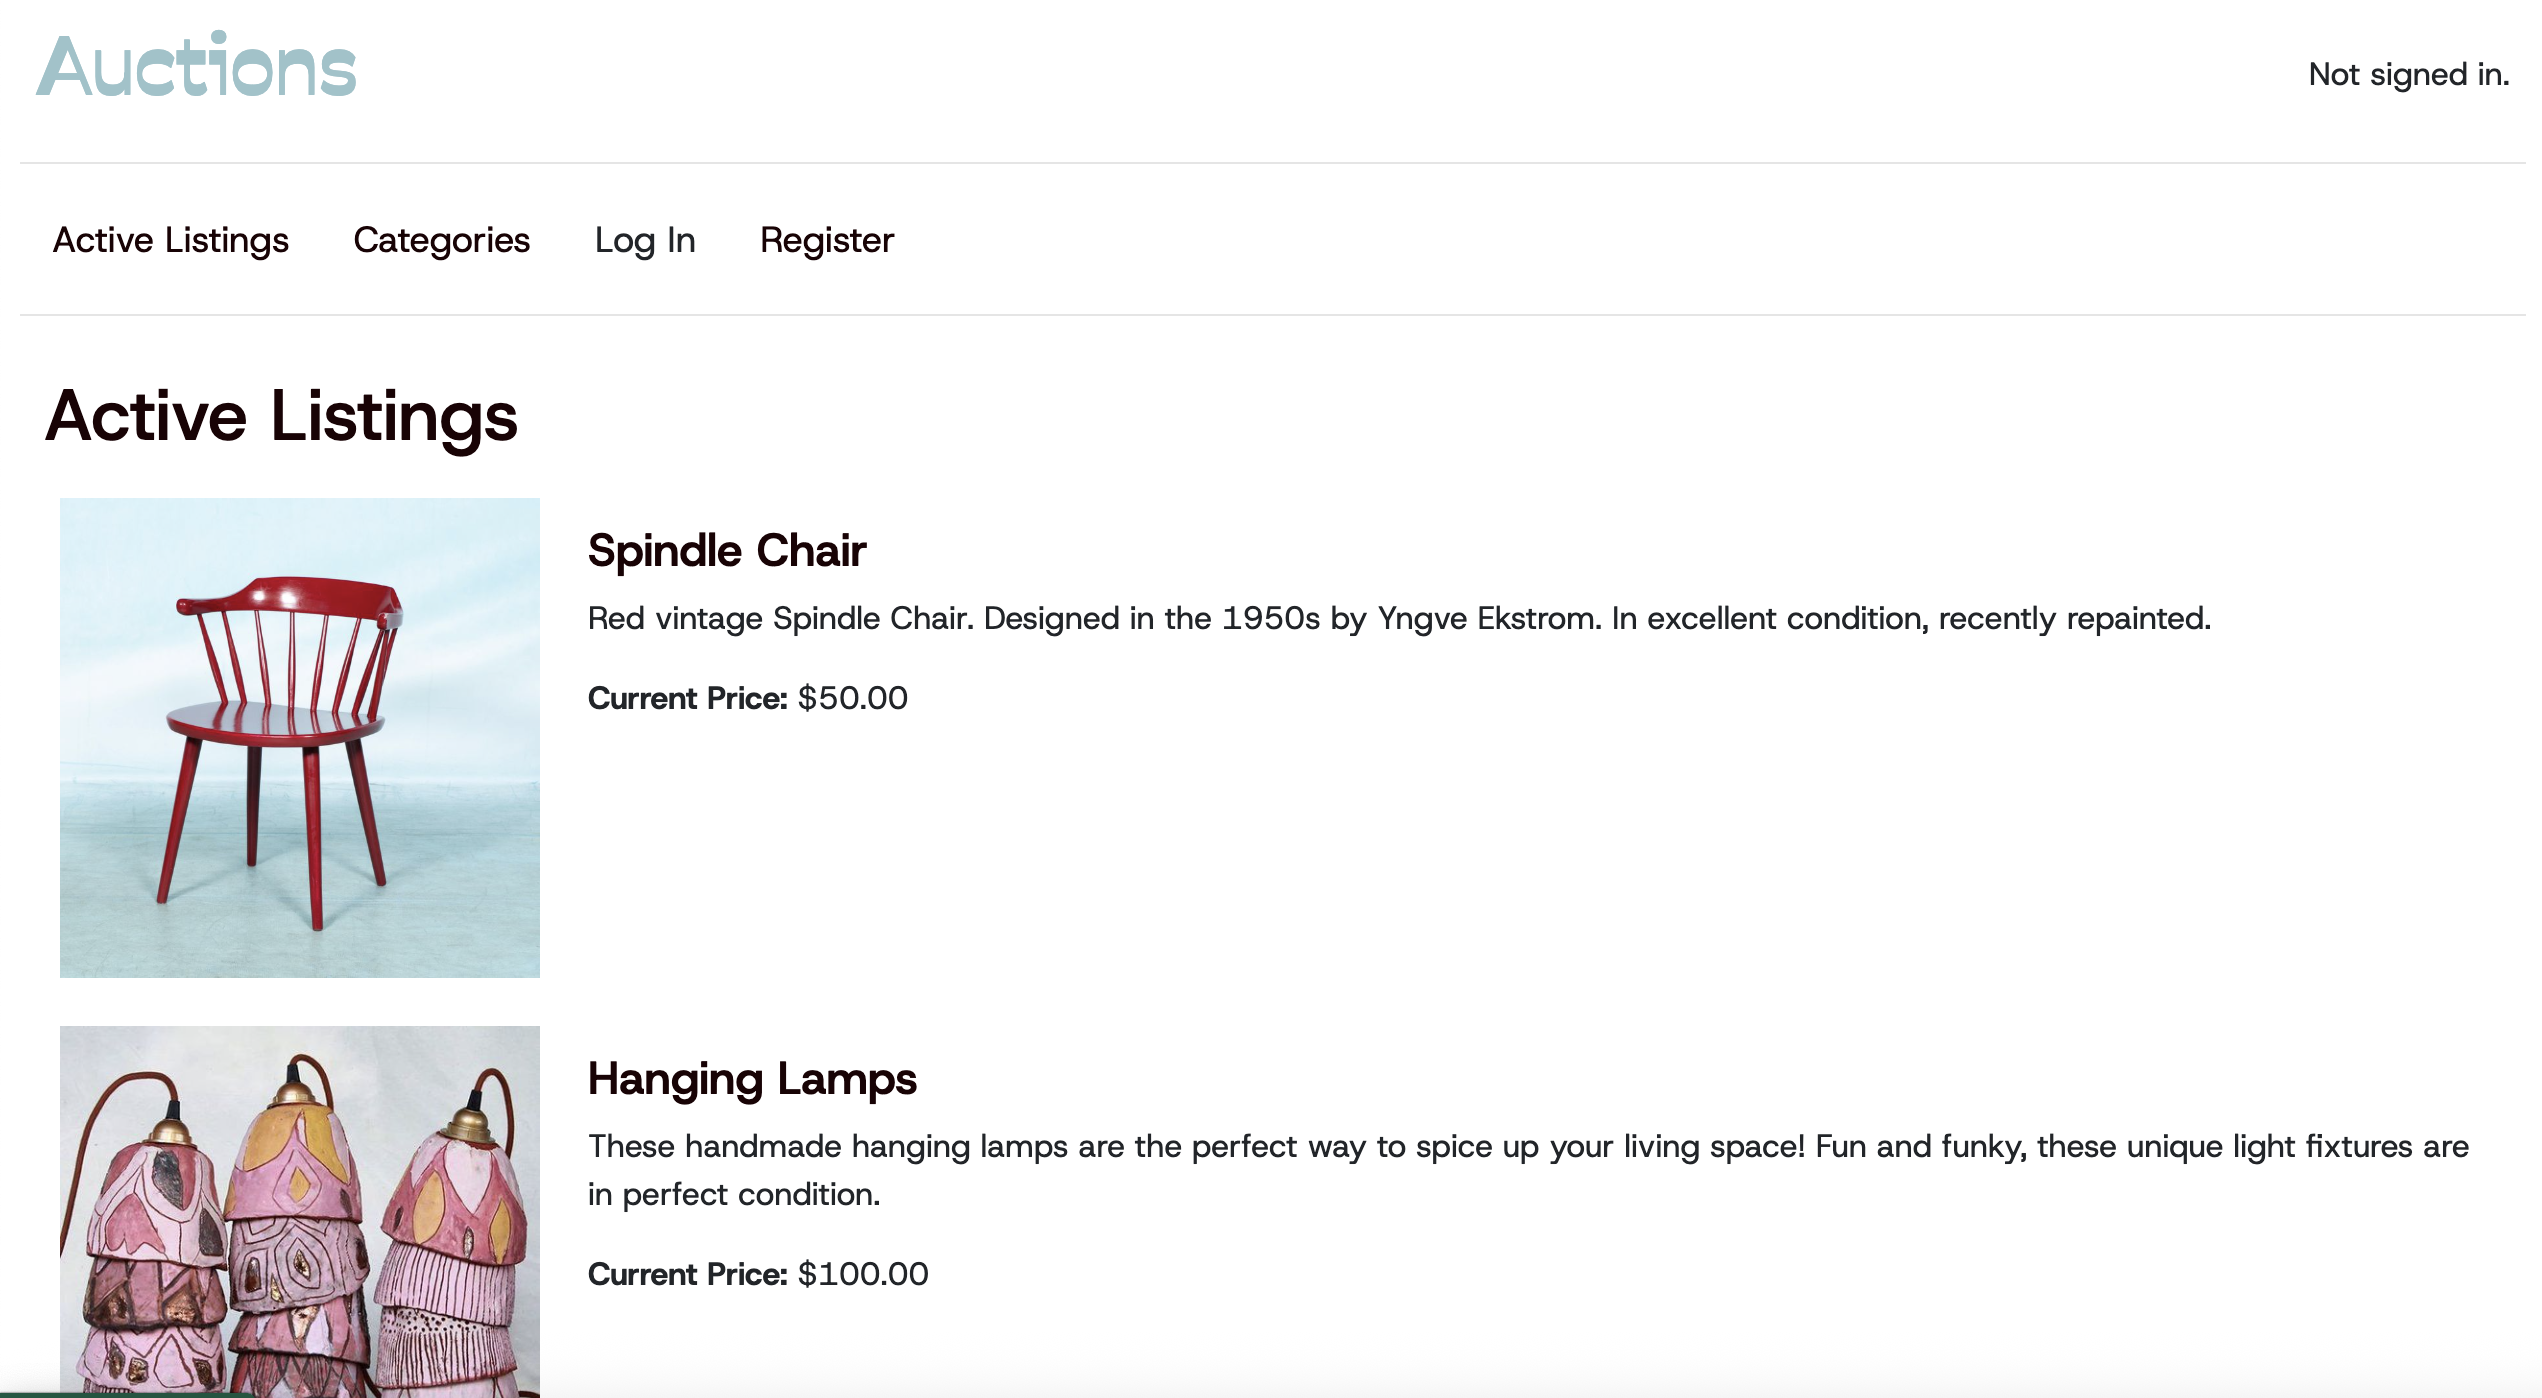 Auctions
Not signed in.
Active Listings Categories Log In Register
Active Listings
Spindle Chair
Red vintage Spindle Chair. Designed in the 1950s by Yngve Ekstrom. In excellent condition, recently repainted.
Current Price: $50.00
Hanging Lamps
These handmade hanging lamps are the perfect way to spice up your living space! Fun and funky, these unique light fixtures are
in perfect condition.
Current Price: $100.00